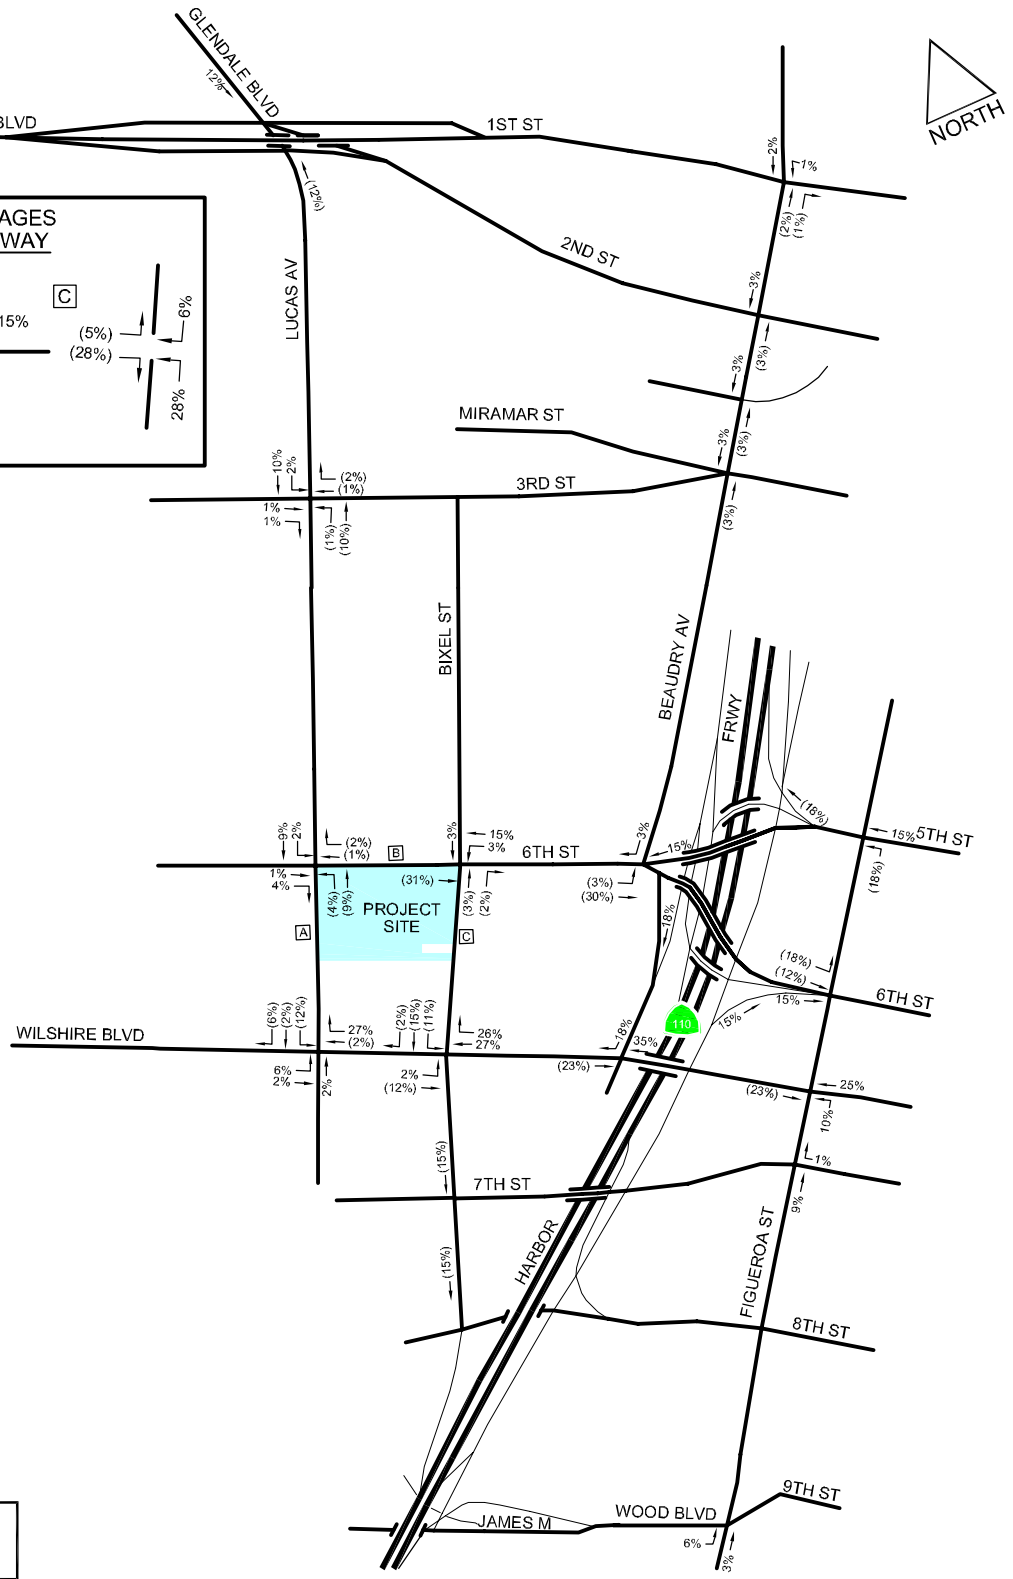 GLENDALE BLVD
12%
BLVD
1ST ST
NORTH
2%
1%
(12%)
(2%)
(1%)
AGES
WAY
C
15%
(5%)
(28%)
6%
28%
LUCAS AV
2ND ST
3%
(3%)
3%
(3%)
MIRAMAR ST
3%
(3%)
10%
2%
(2%)
(1%)
3RD ST
1%
1%
(1%)
(10%)
BIXEL ST
BEAUDRY AV
FRWY
(18%)
9%
2%
(2%)
(1%)
B
3%
15%
3%
6TH ST
3%
15%
15%
5TH ST
(18%)
1%
4%
(4%)
(9%)
(31%)
(3%)
(2%)
(3%)
(30%)
PROJECT
SITE
A
C
18%
(18%)
(12%)
15%
6TH ST
15%
110
WILSHIRE BLVD
(6%)
(2%)
(12%)
27%
(2%)
(2%)
(15%)
(11%)
26%
27%
18%
35%
6%
2%
2%
2%
(12%)
(23%)
(23%)
25%
10%
(15%)
7TH ST
1%
9%
(15%)
HARBOR
FIGUEROA ST
8TH ST
9TH ST
JAMES M
WOOD BLVD
6%
3%